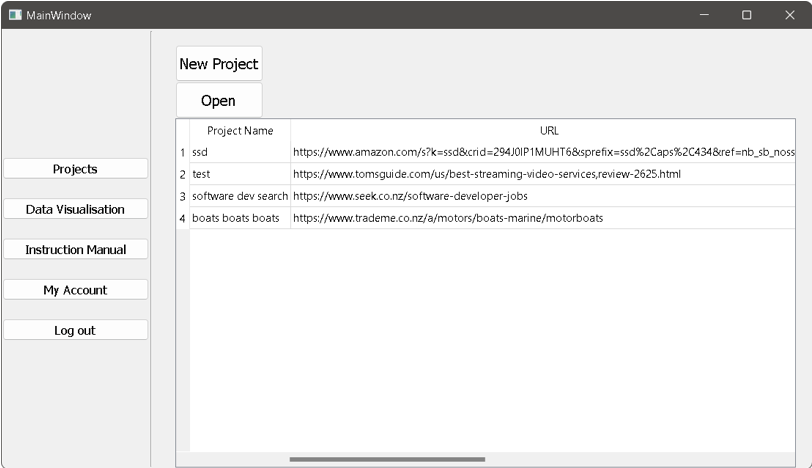 MainWindow
New Project
Open
Project Name URL
1 ssd https://www.amazon.com/s?k=ssd&crid=294J0IP1MUHT6&sprefix=ssd%2Caps%2C434&ref=nb_sb_noss
2 test https://www.tomsguide.com/us/best-streaming-video-services,review-2625.html
3 software dev search https://www.seek.co.nz/software-developer-jobs
4 boats boats boats https://www.trademe.co.nz/a/motors/boats-marine/motorboats
Projects
Data Visualisation
Instruction Manual
My Account
Log out